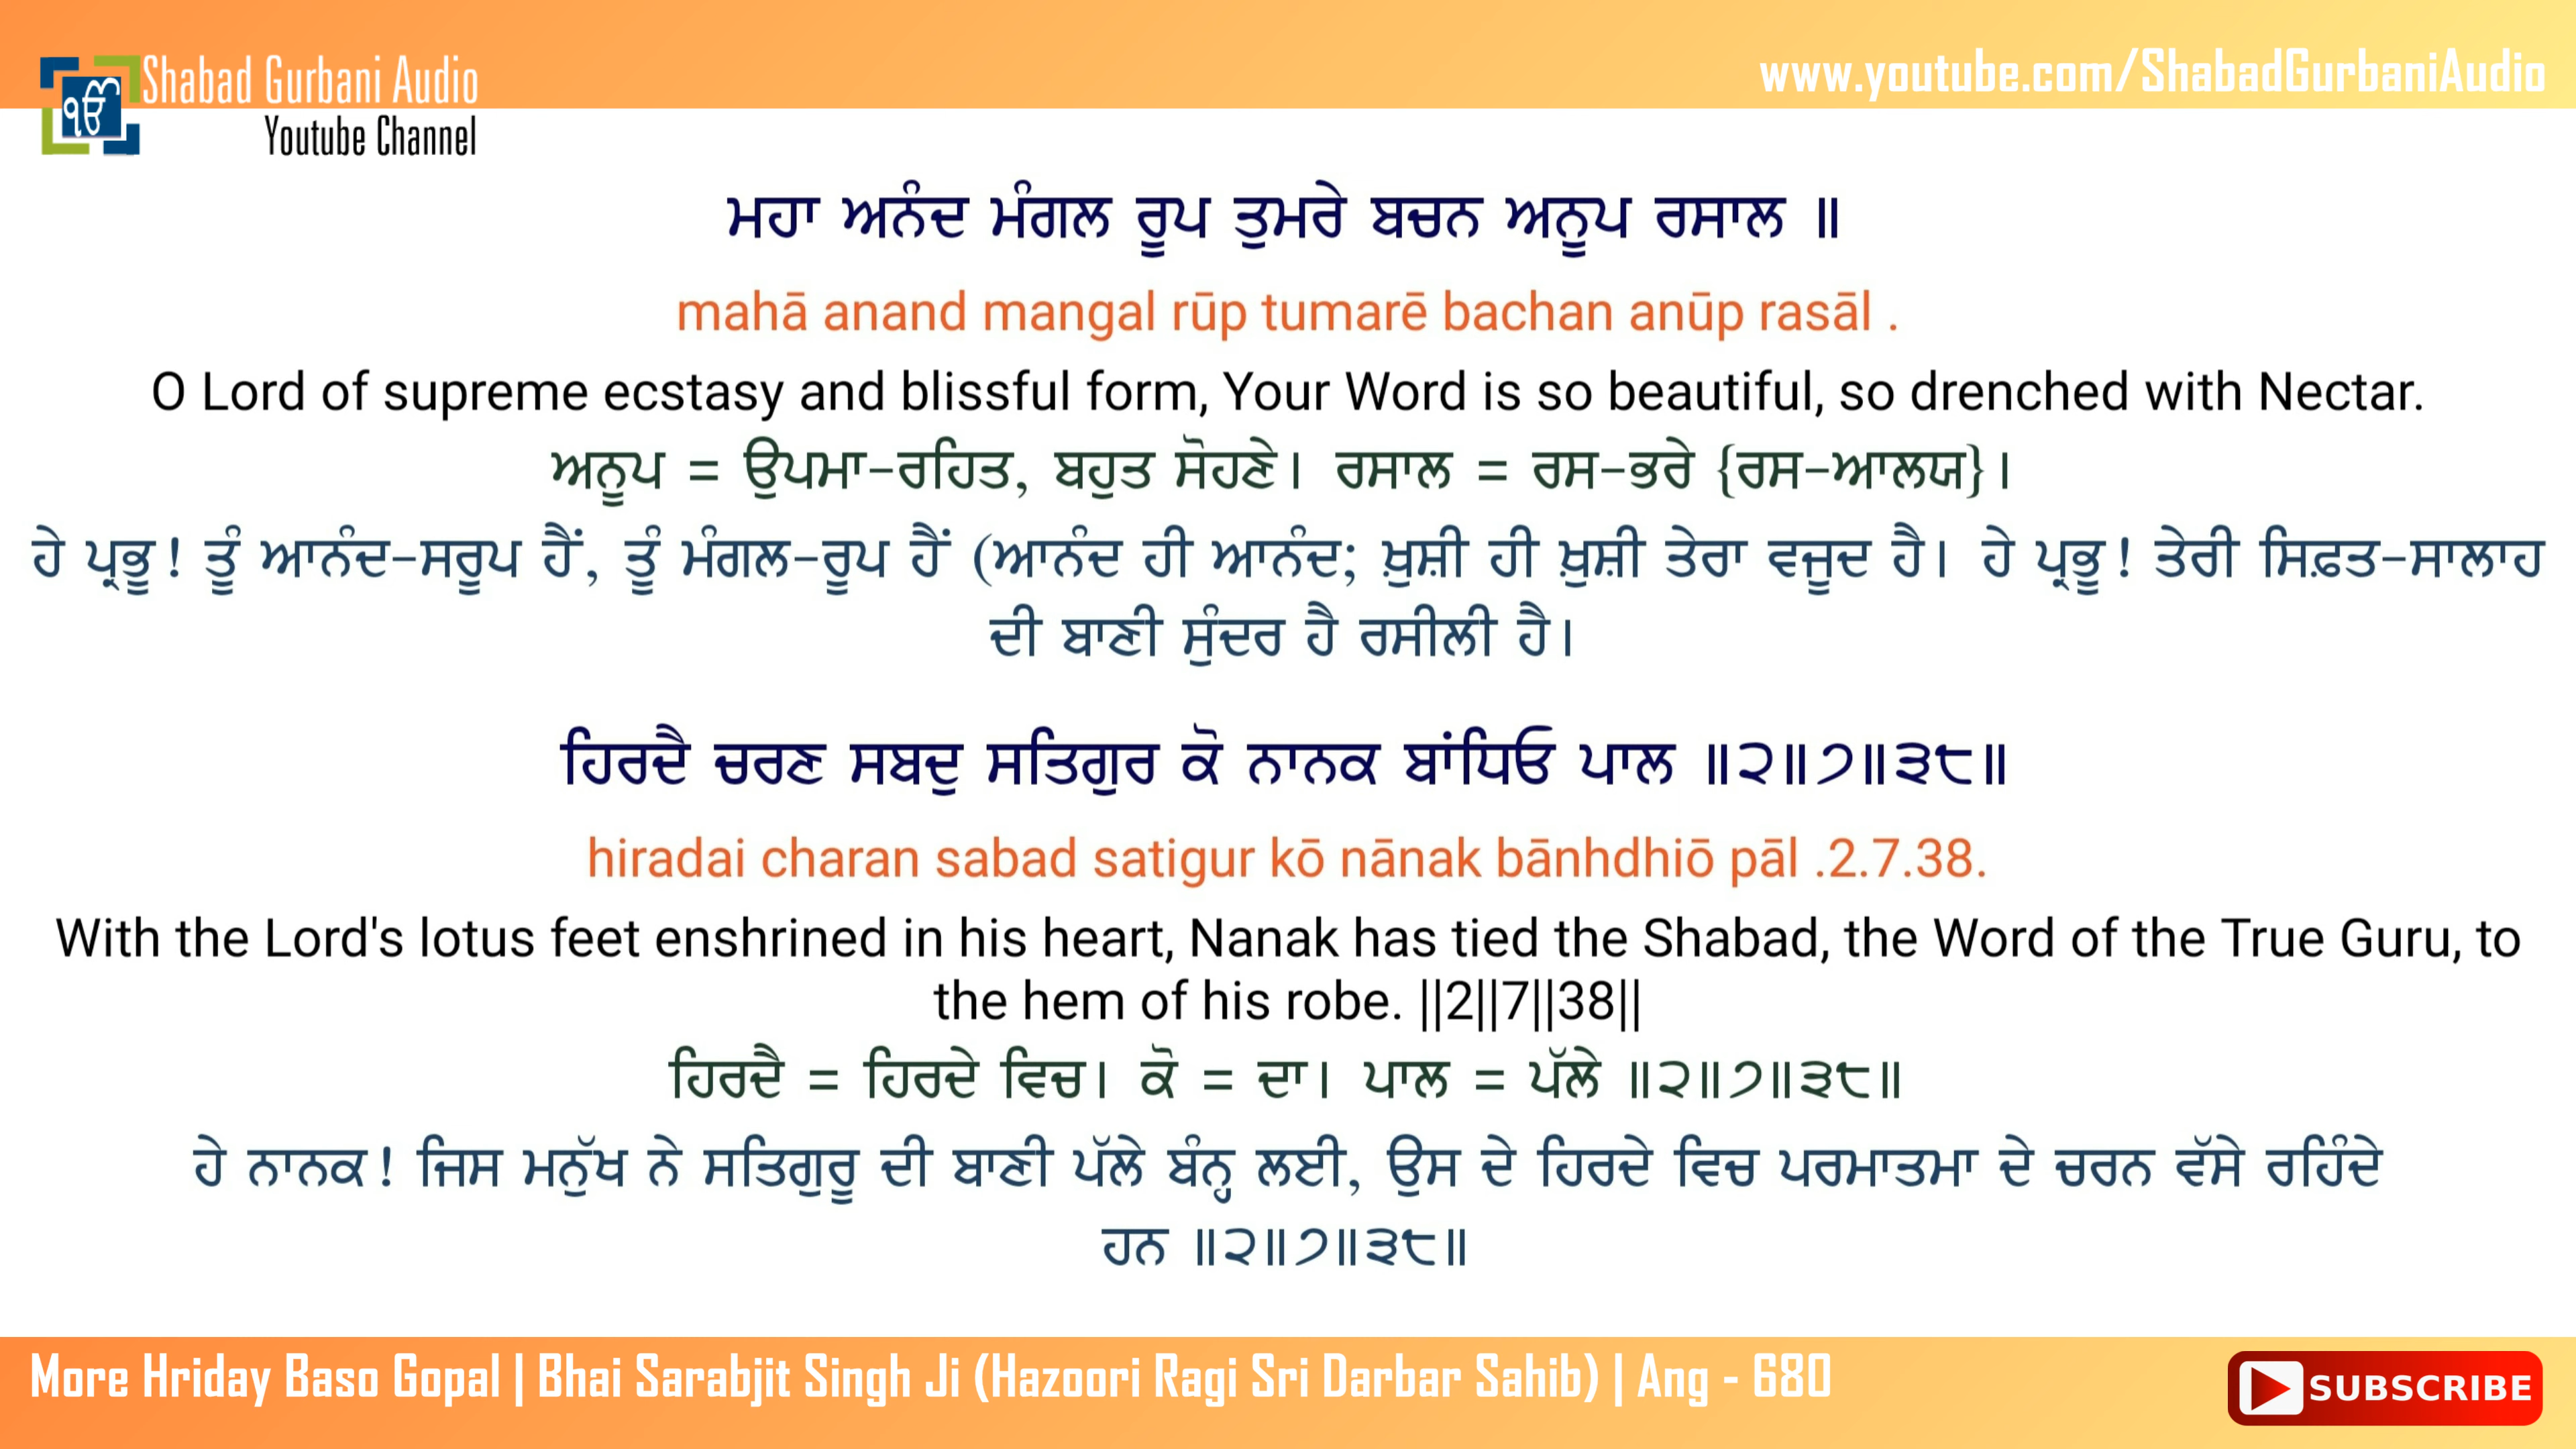 Shabad Gurbani Audio
Youtube Channel
www.youtube.com/ShabadGurbaniAudio
ੴ
ਮਹਾ ਅਨੰਦ ਮੰਗਲ ਰੂਪ ਤੁਮਰੇ ਬਚਨ ਅਨੂਪ ਰਸਾਲ ॥
mahā anand mangal rūp tumarē bachan anūp rasāl .
O Lord of supreme ecstasy and blissful form, Your Word is so beautiful, so drenched with Nectar.
ਅਨੂਪ = ਉਪਮਾ-ਰਹਿਤ, ਬਹੁਤ ਸੋਹਣੇ। ਰਸਾਲ = ਰਸ-ਭਰੇ {ਰਸ-ਆਲਯ}।
ਹੇ ਪ੍ਰਭੂ! ਤੂੰ ਆਨੰਦ-ਸਰੂਪ ਹੈਂ, ਤੂੰ ਮੰਗਲ-ਰੂਪ ਹੈਂ (ਆਨੰਦ ਹੀ ਆਨੰਦ; ਖ਼ੁਸ਼ੀ ਹੀ ਖ਼ੁਸ਼ੀ ਤੇਰਾ ਵਜੂਦ ਹੈ। ਹੇ ਪ੍ਰਭੂ! ਤੇਰੀ ਸਿਫ਼ਤ-ਸਾਲਾਹ
ਦੀ ਬਾਣੀ ਸੁੰਦਰ ਹੈ ਰਸੀਲੀ ਹੈ।
ਹਿਰਦੈ ਚਰਣ ਸਬਦੁ ਸਤਿਗੁਰ ਕੋ ਨਾਨਕ ਬਾਂਧਿਓ ਪਾਲ ॥੨॥੭॥੩੮॥
hiradai charan sabad satigur kō nānak bānhdhiō pāl .2.7.38.
With the Lord's lotus feet enshrined in his heart, Nanak has tied the Shabad, the Word of the True Guru, to
the hem of his robe. ||2||7||38||
ਹਿਰਦੈ = ਹਿਰਦੇ ਵਿਚ। ਕੋ = ਦਾ। ਪਾਲ = ਪੱਲੇ ॥੨॥੭॥੩੮॥
ਹੇ ਨਾਨਕ! ਜਿਸ ਮਨੁੱਖ ਨੇ ਸਤਿਗੁਰੂ ਦੀ ਬਾਣੀ ਪੱਲੇ ਬੰਨ੍ਹ ਲਈ, ਉਸ ਦੇ ਹਿਰਦੇ ਵਿਚ ਪਰਮਾਤਮਾ ਦੇ ਚਰਨ ਵੱਸੇ ਰਹਿੰਦੇ
ਹਨ ॥੨॥੭॥੩੮॥
More Hriday Baso Gopal | Bhai Sarabjit Singh Ji (Hazoori Ragi Sri Darbar Sahib) | Ang - 680
SUBSCRIBE